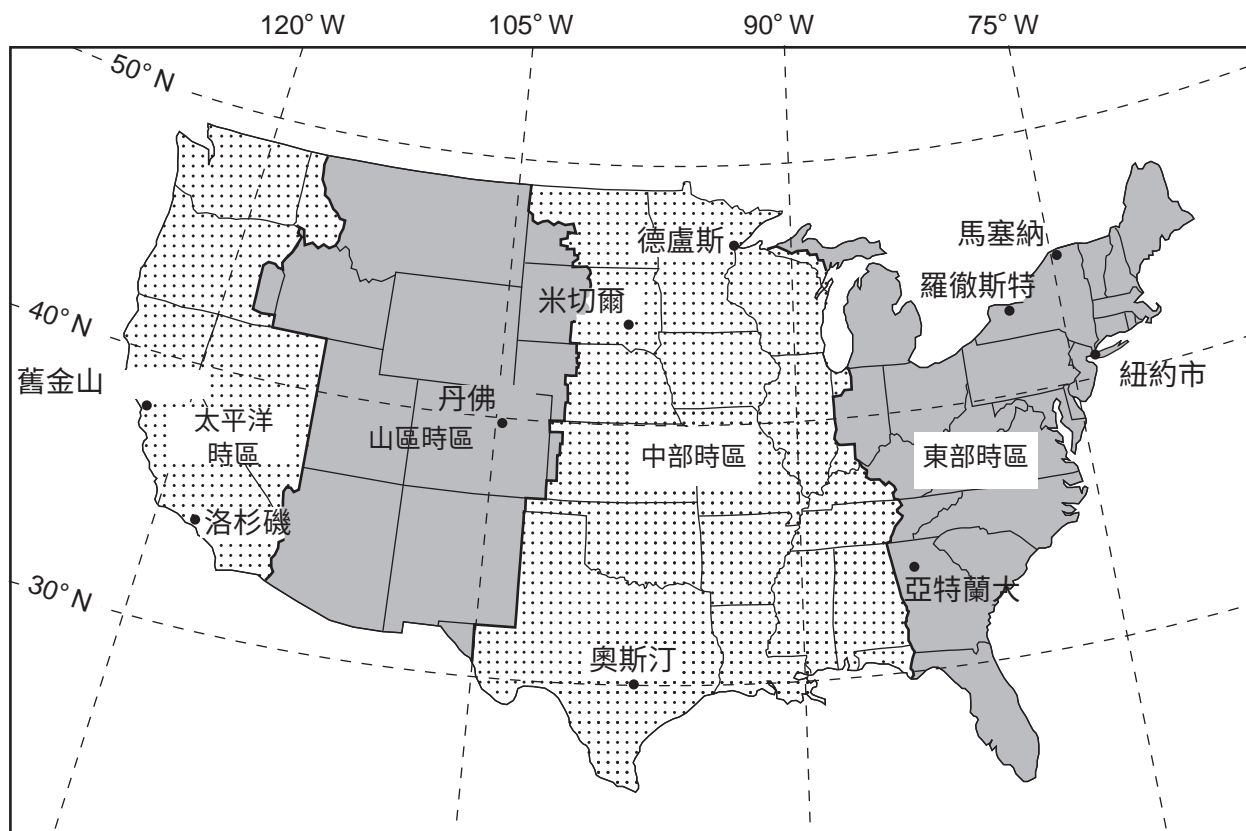 120° W
105° W
90° W
75° W
50° N
40° N
30° N
德盧斯
馬塞納
羅徹斯特
米切爾
紐約市
舊金山
丹佛
太平洋
時區
山區時區
中部時區
東部時區
洛杉磯
亞特蘭大
奧斯汀